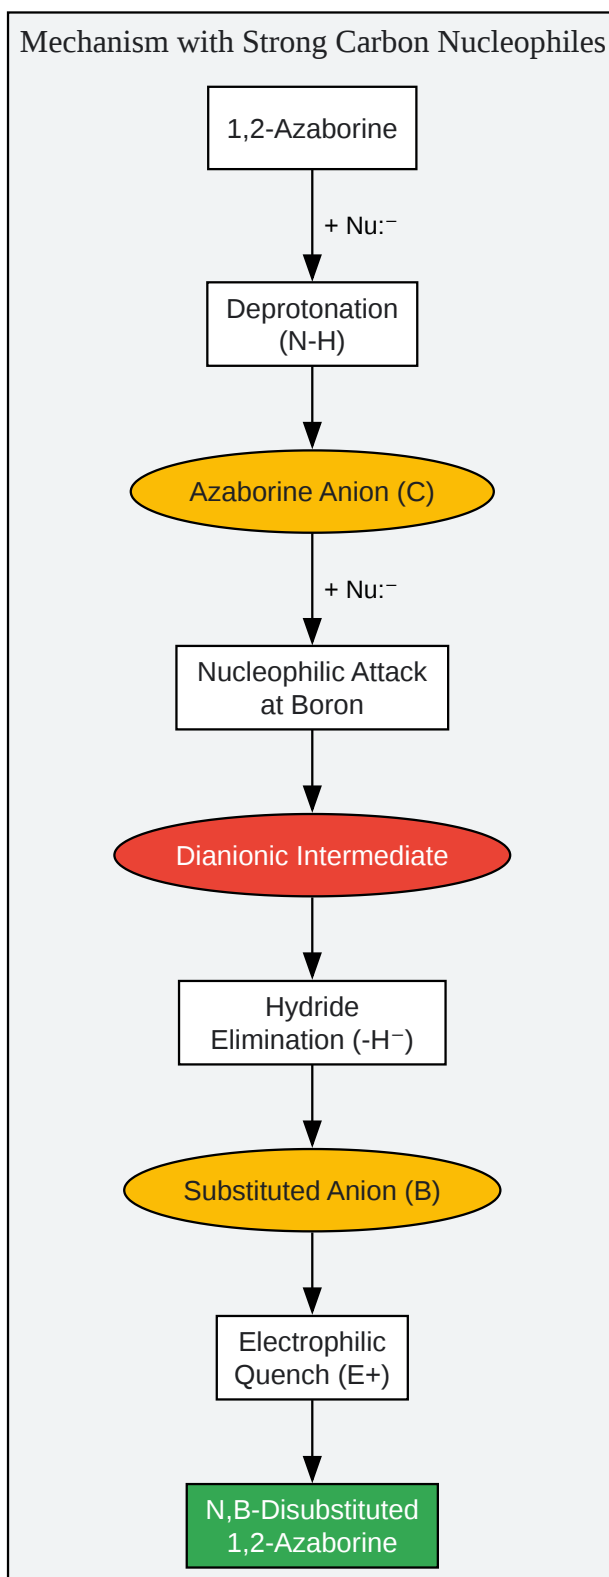 Mechanism with Strong Carbon Nucleophiles
1,2-Azaborine
+ Nu:⁻
Deprotonation
(N-H)
Azaborine Anion (C)
+ Nu:⁻
Nucleophilic Attack
at Boron
Dianionic Intermediate
Hydride
Elimination (-H⁻)
Substituted Anion (B)
Electrophilic
Quench (E+)
N,B-Disubstituted
1,2-Azaborine